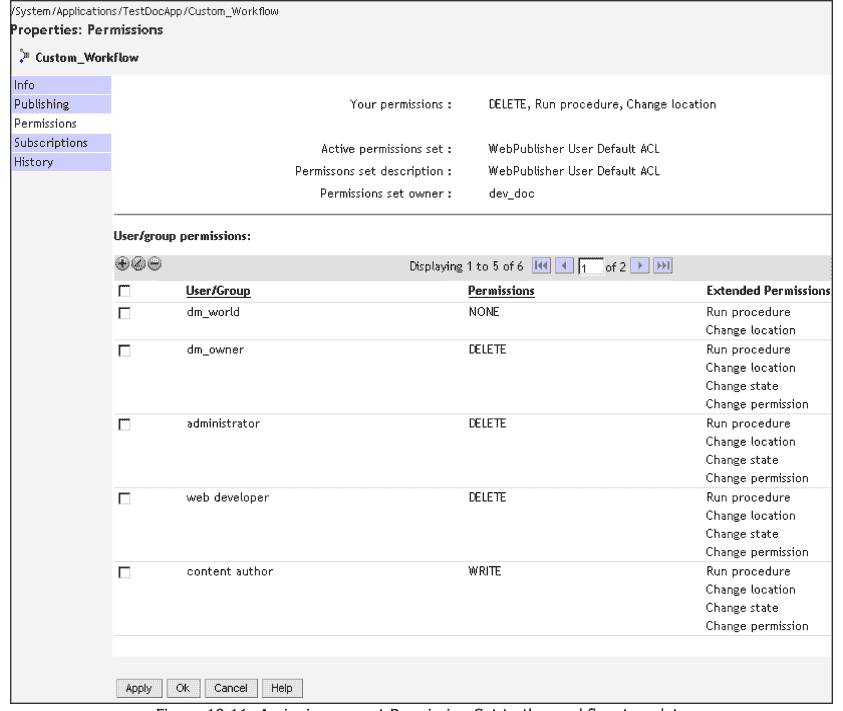 /System/Applications/TestDocApp/Custom_Workflow
Properties: Permissions
Custom_Workflow
Info
Publishing
Permissions
Subscriptions
History
Your permissions : DELETE, Run procedure, Change location
Active permissions set : WebPublisher User Default ACL
Permissons set description : WebPublisher User Default ACL
Permissions set owner : dev_doc
User/group permissions:
Displaying 1 to 5 of 6 1 of 2
User/Group Permissions Extended Permissions
dm_world NONE Run procedure
Change location
dm_owner DELETE Run procedure
Change location
Change state
Change permission
administrator DELETE Run procedure
Change location
Change state
Change permission
web developer DELETE Run procedure
Change location
Change state
Change permission
content author WRITE Run procedure
Change location
Change state
Change permission
Apply Ok Cancel Help